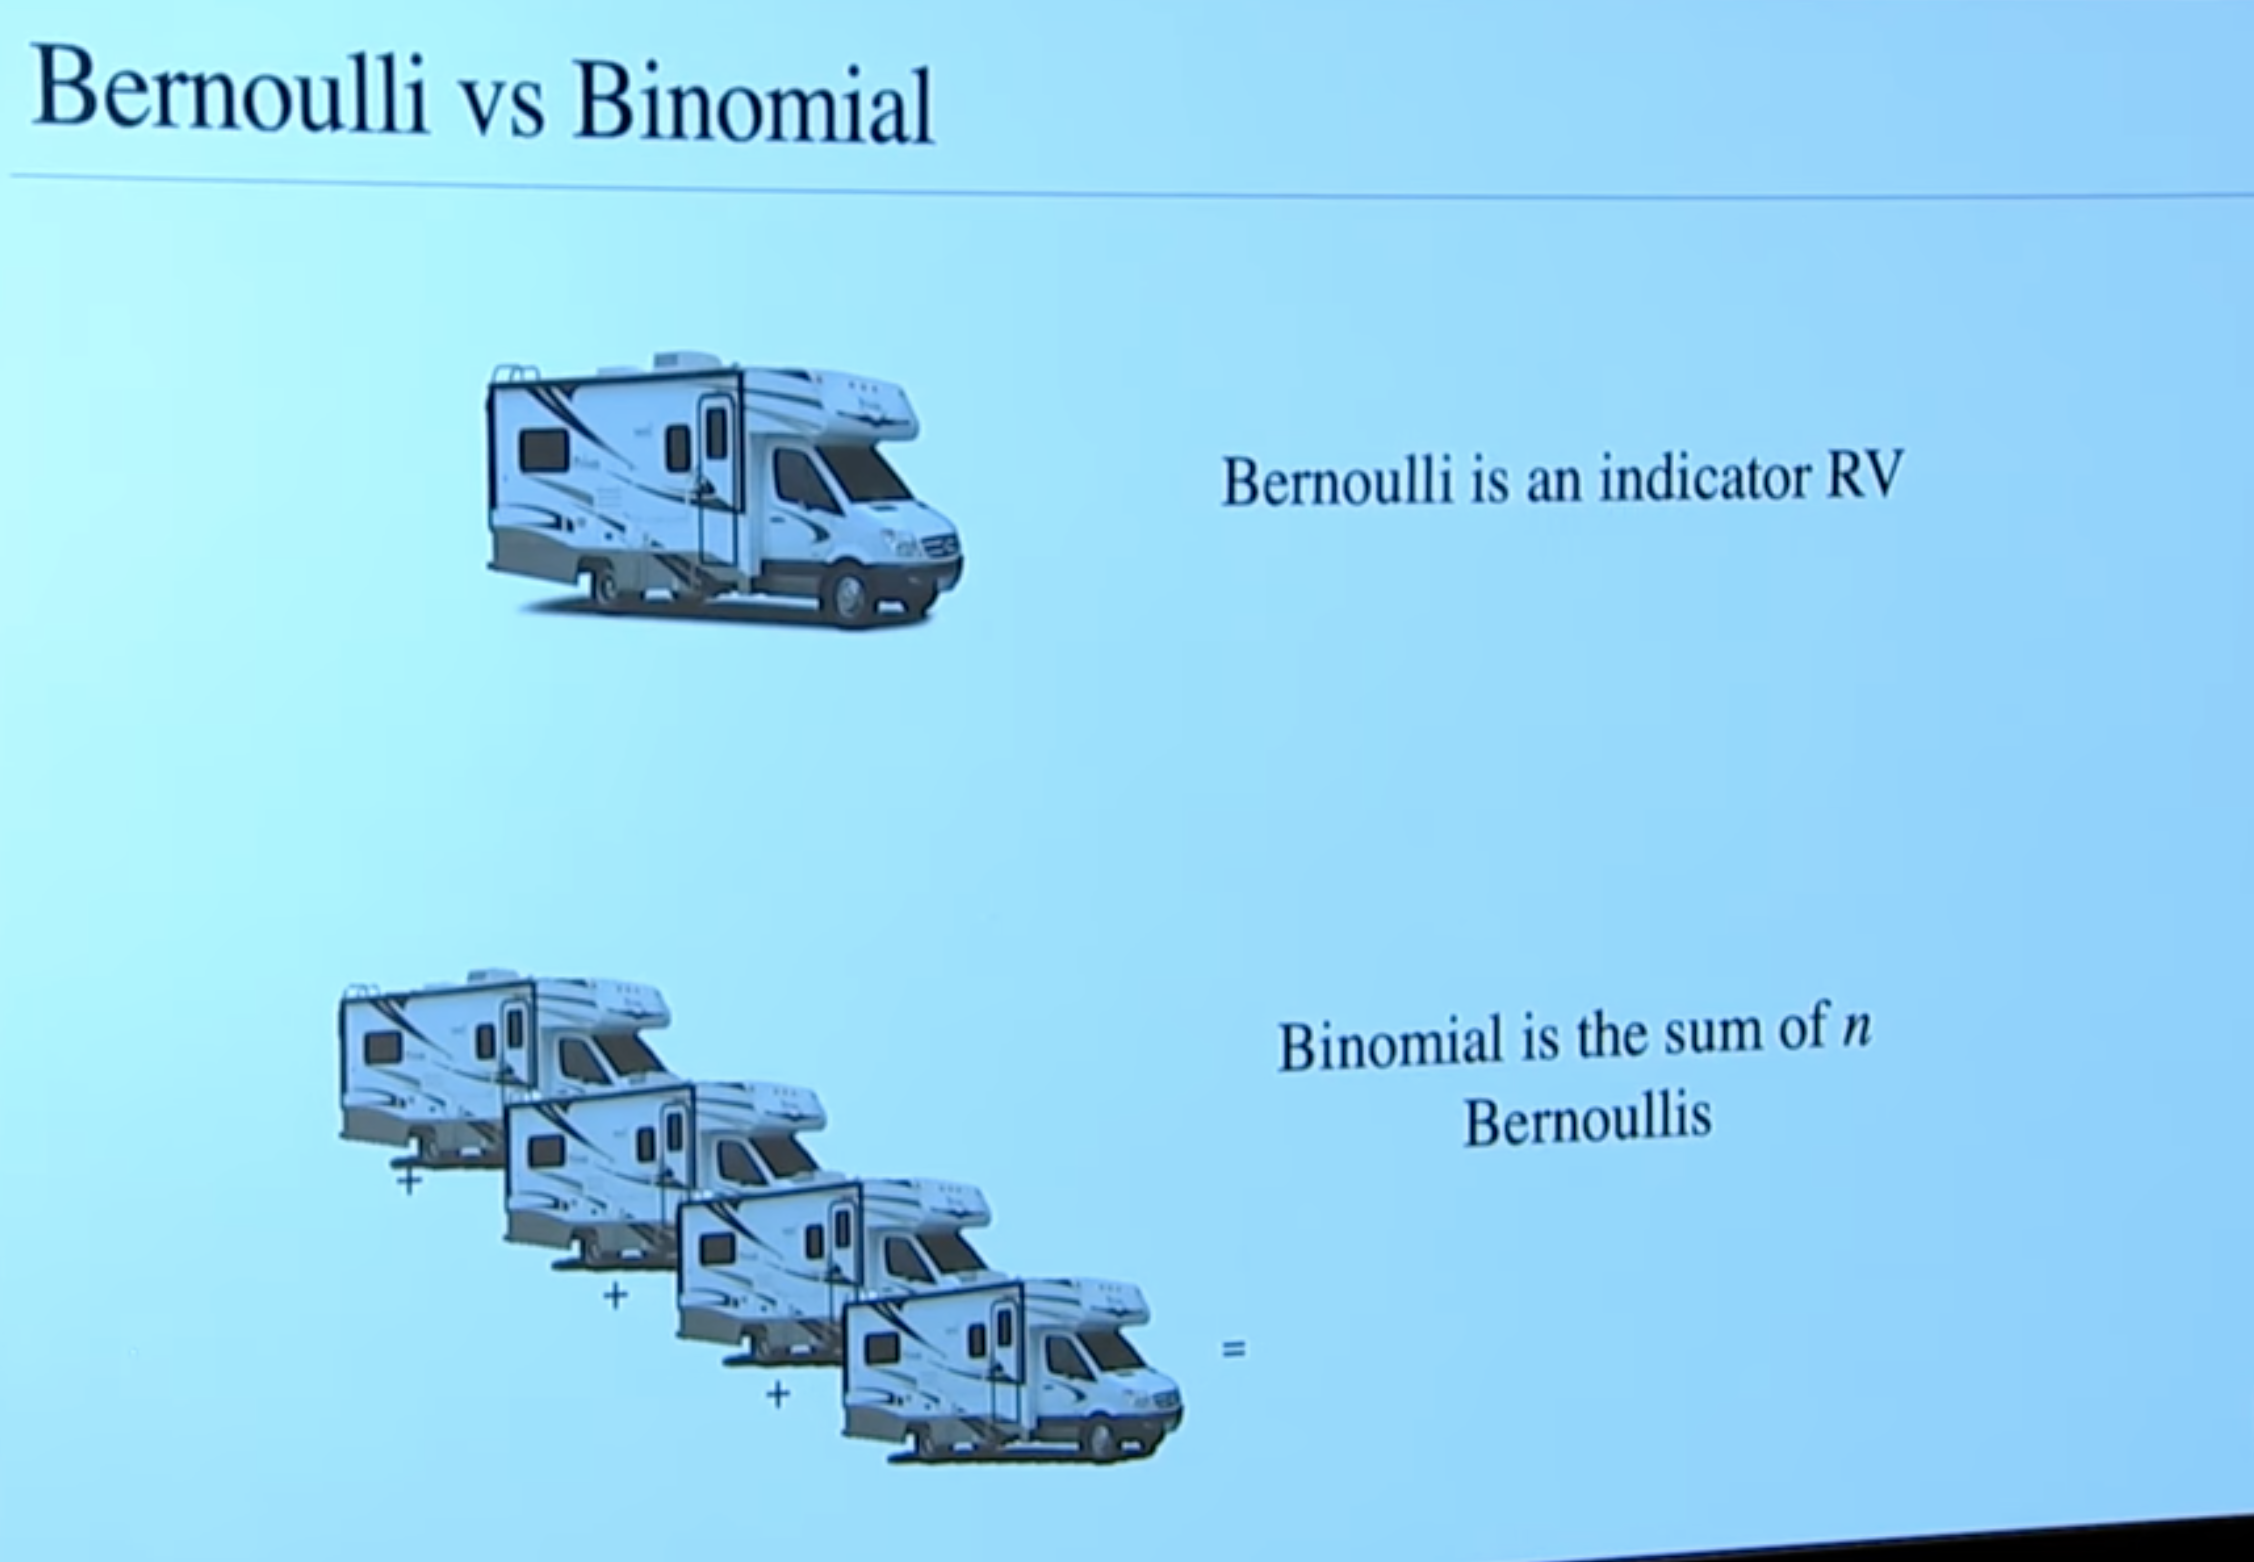 Bernoulli vs Binomial
Bernoulli is an indicator RV
Binomial is the sum of n
Bernoullis
+
+
+
=